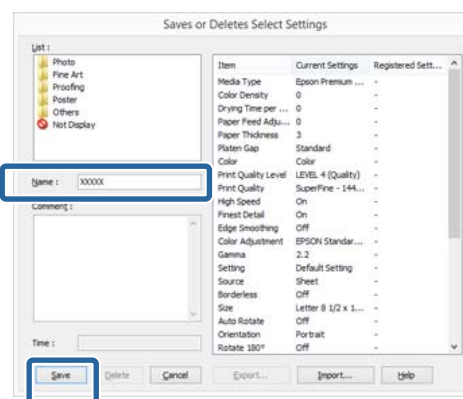 Saves or Deletes Select Settings
List :
Photo
Fine Art
Proofing
Poster
Others
Not Display
Name : XXXXX
Comment :
Time :
Item Current Settings Registered Sett...
Media Type Epson Premium ... -
Color Density 0 -
Drying Time per ... 0 -
Paper Feed Adju... 0 -
Paper Thickness 3 -
Platen Gap Standard -
Color Color -
Print Quality Level LEVEL 4 (Quality) -
Print Quality SuperFine - 144... -
High Speed On -
Finest Detail On -
Edge Smoothing Off -
Color Adjustment EPSON Standar... -
Gamma 2.2 -
Setting Default Setting -
Source Sheet -
Borderless Off -
Size Letter 8 1/2 x 1... -
Auto Rotate Off -
Orientation Portrait -
Rotate 180° Off -
Save Delete Cancel Export... Import... Help